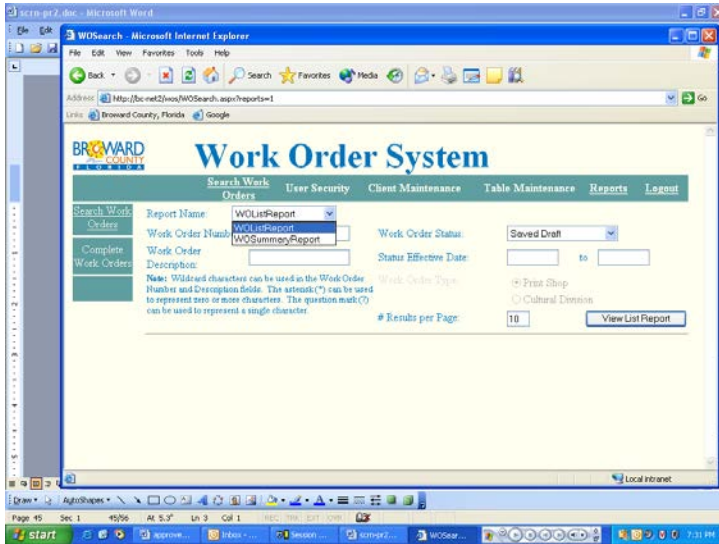 scrn-pr2.doc - Microsoft Word
File Edit
WOSearch - Microsoft Internet Explorer
File Edit View Favorites Tools Help
Back Search Favorites Media
Address http://bc-net2/wos/WOSearch.aspx?reports=1 Go
Links Broward County, Florida Google
BROWARD COUNTY
FLORIDA
Work Order System
Search Work Orders User Security Client Maintenance Table Maintenance Reports Logout
Search Work Orders
Complete Work Orders
Report Name: WOListReport
WOListReport
WOSummeryReport
Work Order Numb Work Order Status: Saved Draft
Work Order Description: Status Effective Date: to
Note: Wildcard characters can be used in the Work Order
Number and Description fields. The asterisk (*) can be used
to represent zero or more characters. The question mark (?)
can be used to represent a single character.
Work Order Type: Print Shop
Cultural Division
# Results per Page: 10 View List Report
Local intranet
Draw AutoShapes
Page 45 Sec 1 45/56 At 5.3" Ln 3 Col 1 REC TRK EXT OVR
start approve... Inbox - ... Session ... scrn-pr2... WOSear... 7:31 PM